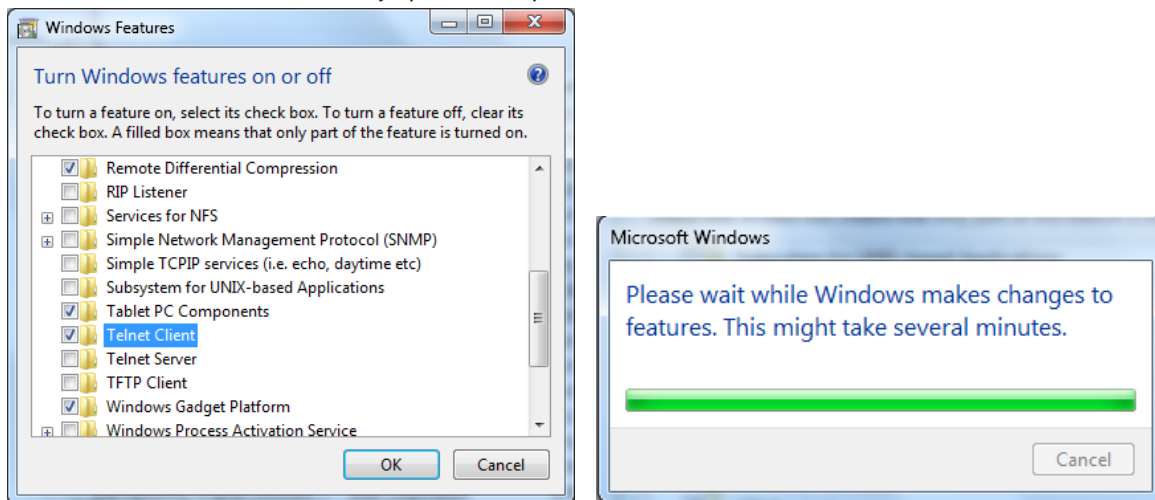 Windows Features
Turn Windows features on or off
To turn a feature on, select its check box. To turn a feature off, clear its
check box. A filled box means that only part of the feature is turned on.
Remote Differential Compression
RIP Listener
Services for NFS
Simple Network Management Protocol (SNMP)
Simple TCPIP services (i.e. echo, daytime etc)
Subsystem for UNIX-based Applications
Tablet PC Components
Telnet Client
Telnet Server
TFTP Client
Windows Gadget Platform
Windows Process Activation Service
OK
Cancel
Microsoft Windows
Please wait while Windows makes changes to
features. This might take several minutes.
Cancel